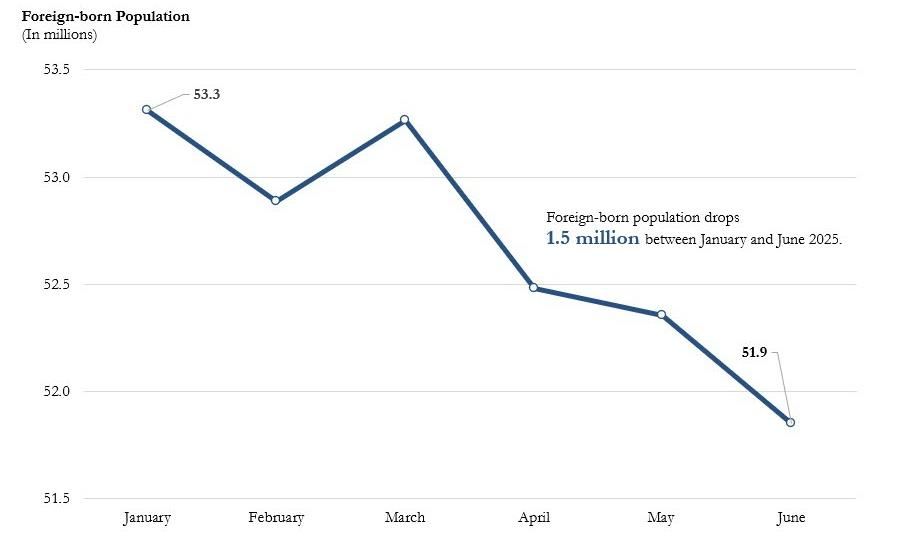 Foreign-born Population
(In millions)
53.5
53.3
53.0
Foreign-born population drops
1.5 million between January and June 2025.
52.5
51.9
52.0
51.5
January February March April May June